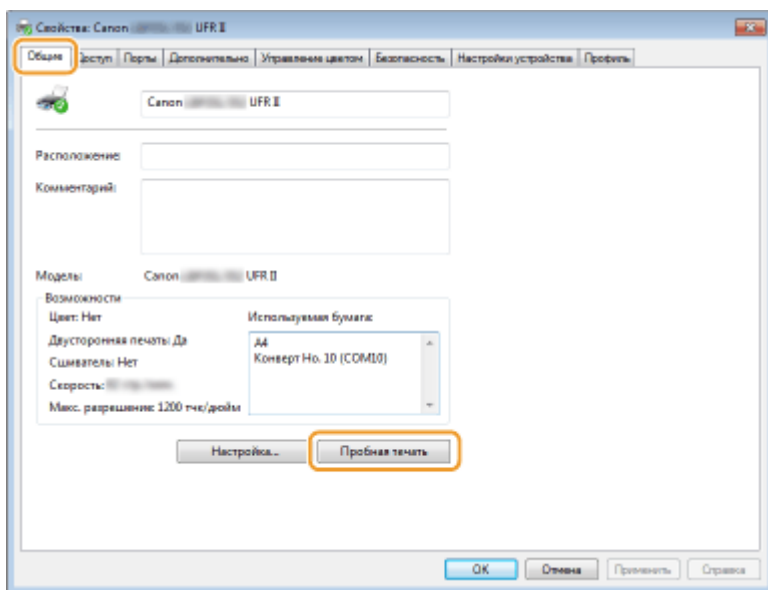 Свойства: Canon UFR II
Общие Доступ Порты Дополнительно Управление цветом Безопасность Настройки устройства Профиль
Canon UFR II
Расположение:
Комментарий:
Модель: Canon UFR II
Возможности
Цвет: Нет Используемая бумага:
Двусторонняя печать: Да A4
Сшиватель: Нет Конверт Но. 10 (COM10)
Скорость:
Макс. разрешение: 1200 тчк/дюйм
Настройка... Пробная печать
OK Отмена Применить Справка